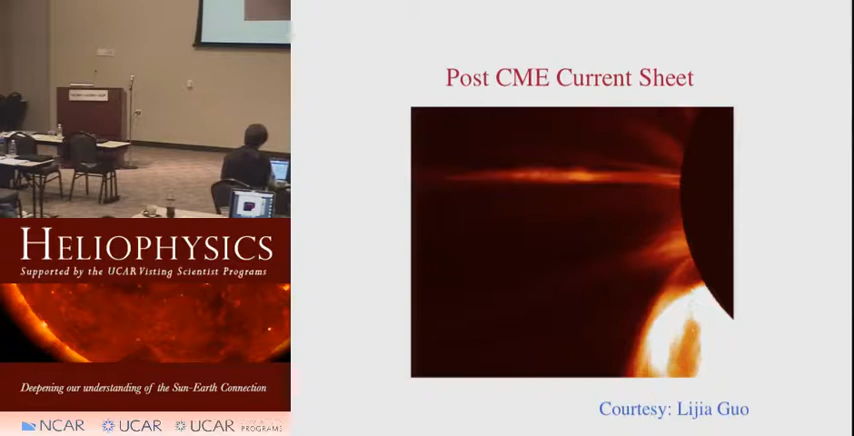 HELIOPHYSICS
Supported by the UCAR Visting Scientist Programs
Deepening our understanding of the Sun-Earth Connection
NCAR UCAR UCAR PROGRAMS
Post CME Current Sheet
Courtesy: Lijia Guo